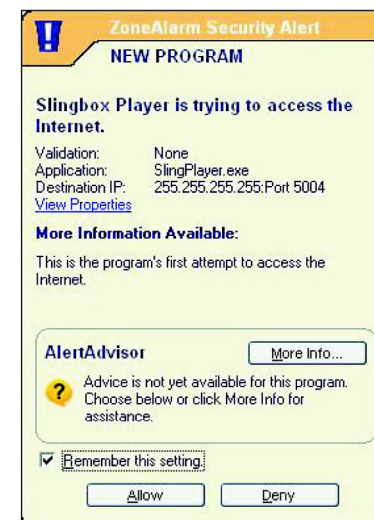 ZoneAlarm Security Alert
NEW PROGRAM
Slingbox Player is trying to access the
Internet.
Validation: None
Application: SlingPlayer.exe
Destination IP: 255.255.255.255:Port 5004
View Properties
More Information Available:
This is the program's first attempt to access the
Internet.
AlertAdvisor
More Info...
Advice is not yet available for this program.
Choose below or click More Info for
assistance.
Remember this setting.
Allow Deny